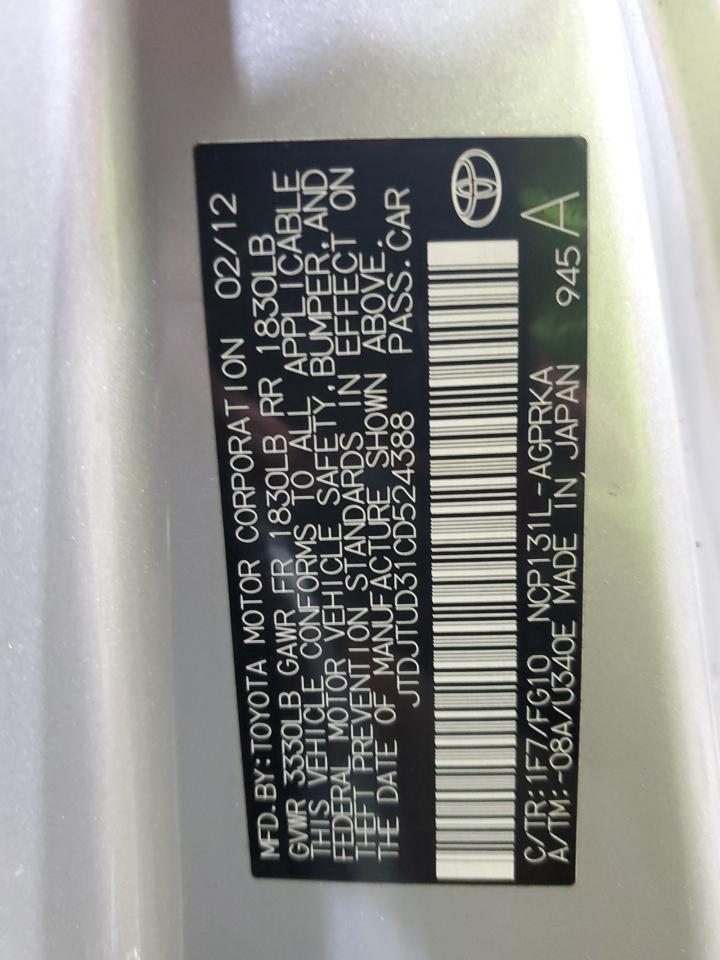 MFD.BY:TOYOTA MOTOR CORPORATION 02/12
GVWR 3330LB GAWR FR 1830LB RR 1830LB
THIS VEHICLE CONFORMS TO ALL APPLICABLE
FEDERAL MOTOR VEHICLE SAFETY,BUMPER,AND
THEFT PREVENTION STANDARDS IN EFFECT ON
THE DATE OF MANUFACTURE SHOWN ABOVE.
JTDJTUD31CD524388 PASS.CAR
C/TR:1F7/FG10 NCP131L-AGPRKA 945 A
A/TM:-08A/U340E MADE IN JAPAN